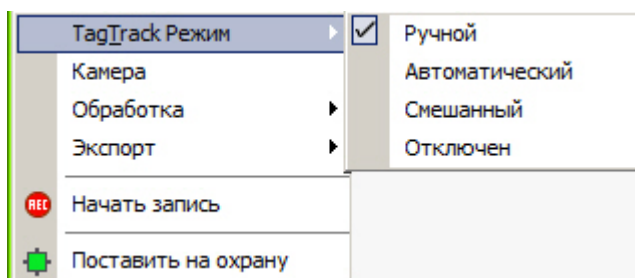 TagTrack Режим
Ручной
Камера
Автоматический
Обработка
Смешанный
Экспорт
Отключен
REC
Начать запись
Поставить на охрану